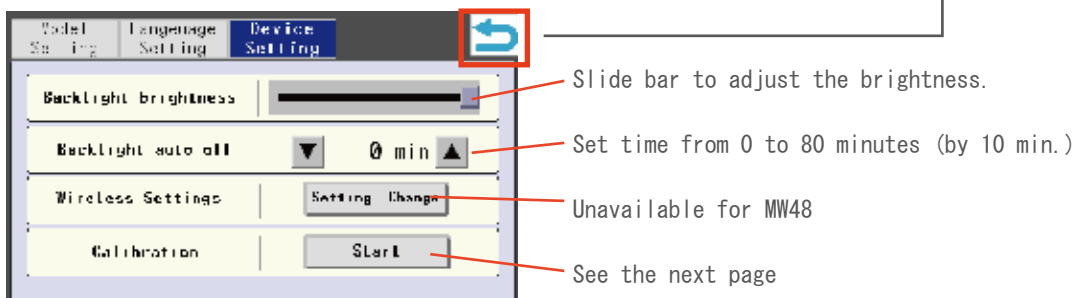 Model Langenage Device
Setting Setting Setting
Backlight brightness
Slide bar to adjust the brightness.
Backlight auto off ▼ 0 min ▲
Set time from 0 to 80 minutes (by 10 min.)
Wireless Settings Setting Change
Unavailable for MW48
Calibration Start
See the next page